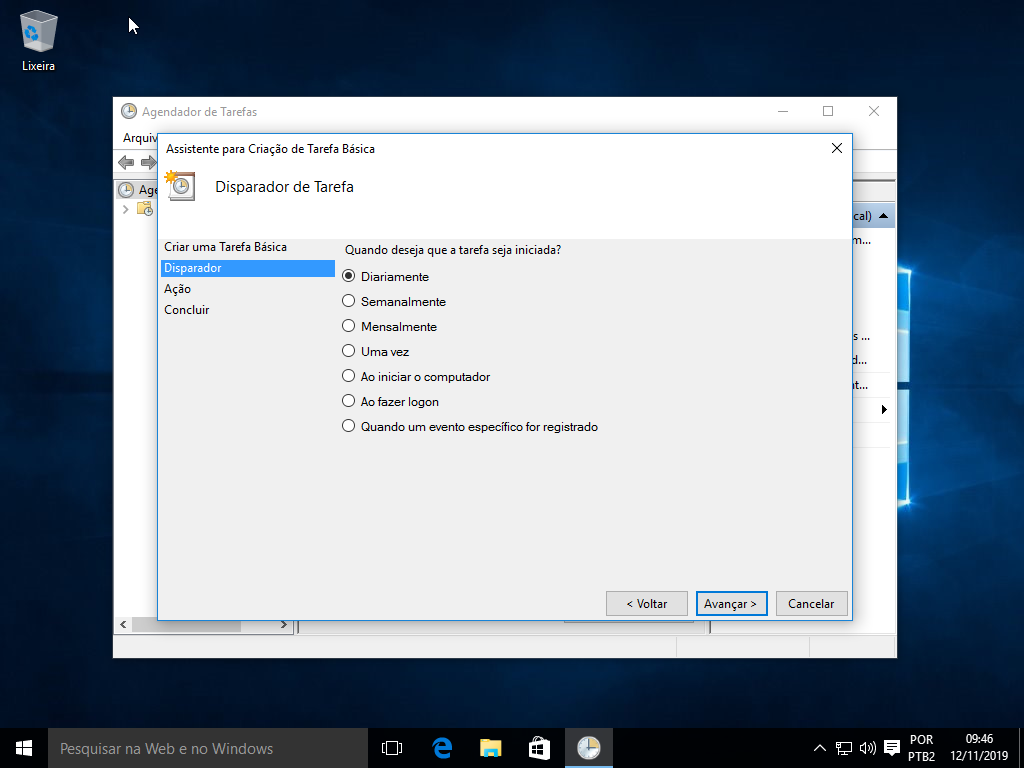 Lixeira
Agendador de Tarefas
Arquiv
Assistente para Criação de Tarefa Básica
Disparador de Tarefa
Age
Criar uma Tarefa Básica
Disparador
Ação
Concluir
Quando deseja que a tarefa seja iniciada?
Diariamente
Semanalmente
Mensalmente
Uma vez
Ao iniciar o computador
Ao fazer logon
Quando um evento específico for registrado
cal)
m...
s ...
d...
t...
< Voltar
Avançar >
Cancelar
Pesquisar na Web e no Windows
POR
PTB2
09:46
12/11/2019